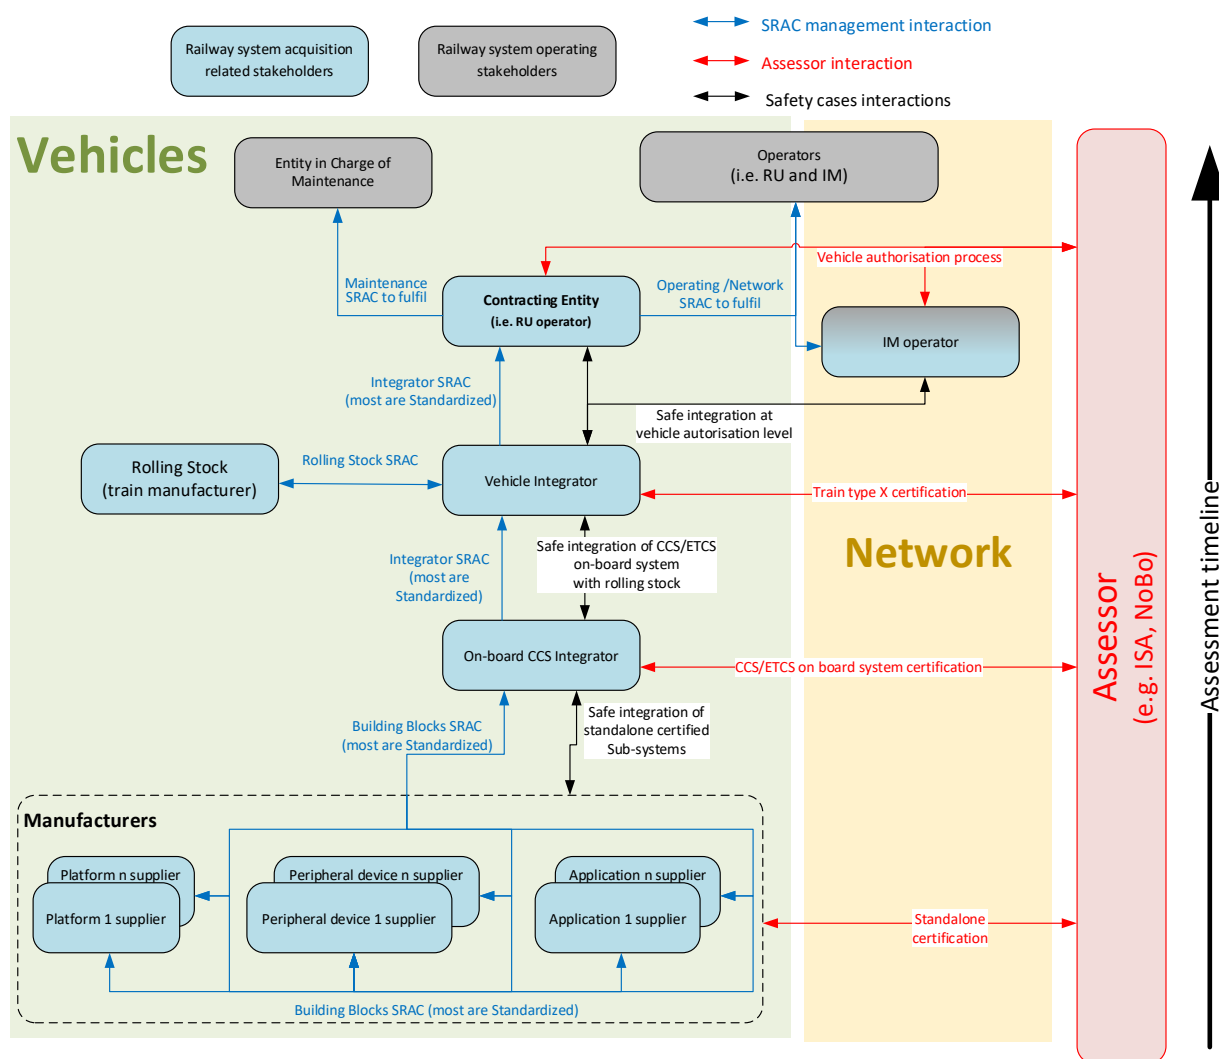 Railway system acquisition
related stakeholders
Railway system operating
stakeholders
SRAC management interaction
Assessor interaction
Safety cases interactions
Vehicles
Entity in Charge of
Maintenance
Operators
(i.e. RU and IM)
Vehicle authorisation process
Maintenance
SRAC to fulfil
Contracting Entity
(i.e. RU operator)
Operating /Network
SRAC to fulfil
IM operator
Integrator SRAC
(most are Standardized)
Safe integration at
vehicle autorisation level
Rolling Stock
(train manufacturer)
Rolling Stock SRAC
Vehicle Integrator
Train type X certification
Network
Integrator SRAC
(most are
Standardized)
Safe integration of CCS/ETCS
on-board system
with rolling stock
On-board CCS Integrator
CCS/ETCS on board system certification
Building Blocks SRAC
(most are Standardized)
Safe integration of
standalone certified
Sub-systems
Manufacturers
Platform n supplier
Platform 1 supplier
Peripheral device n supplier
Peripheral device 1 supplier
Application n supplier
Application 1 supplier
Standalone
certification
Building Blocks SRAC (most are Standardized)
Assessor
(e.g. ISA, NoBo)
Assessment timeline